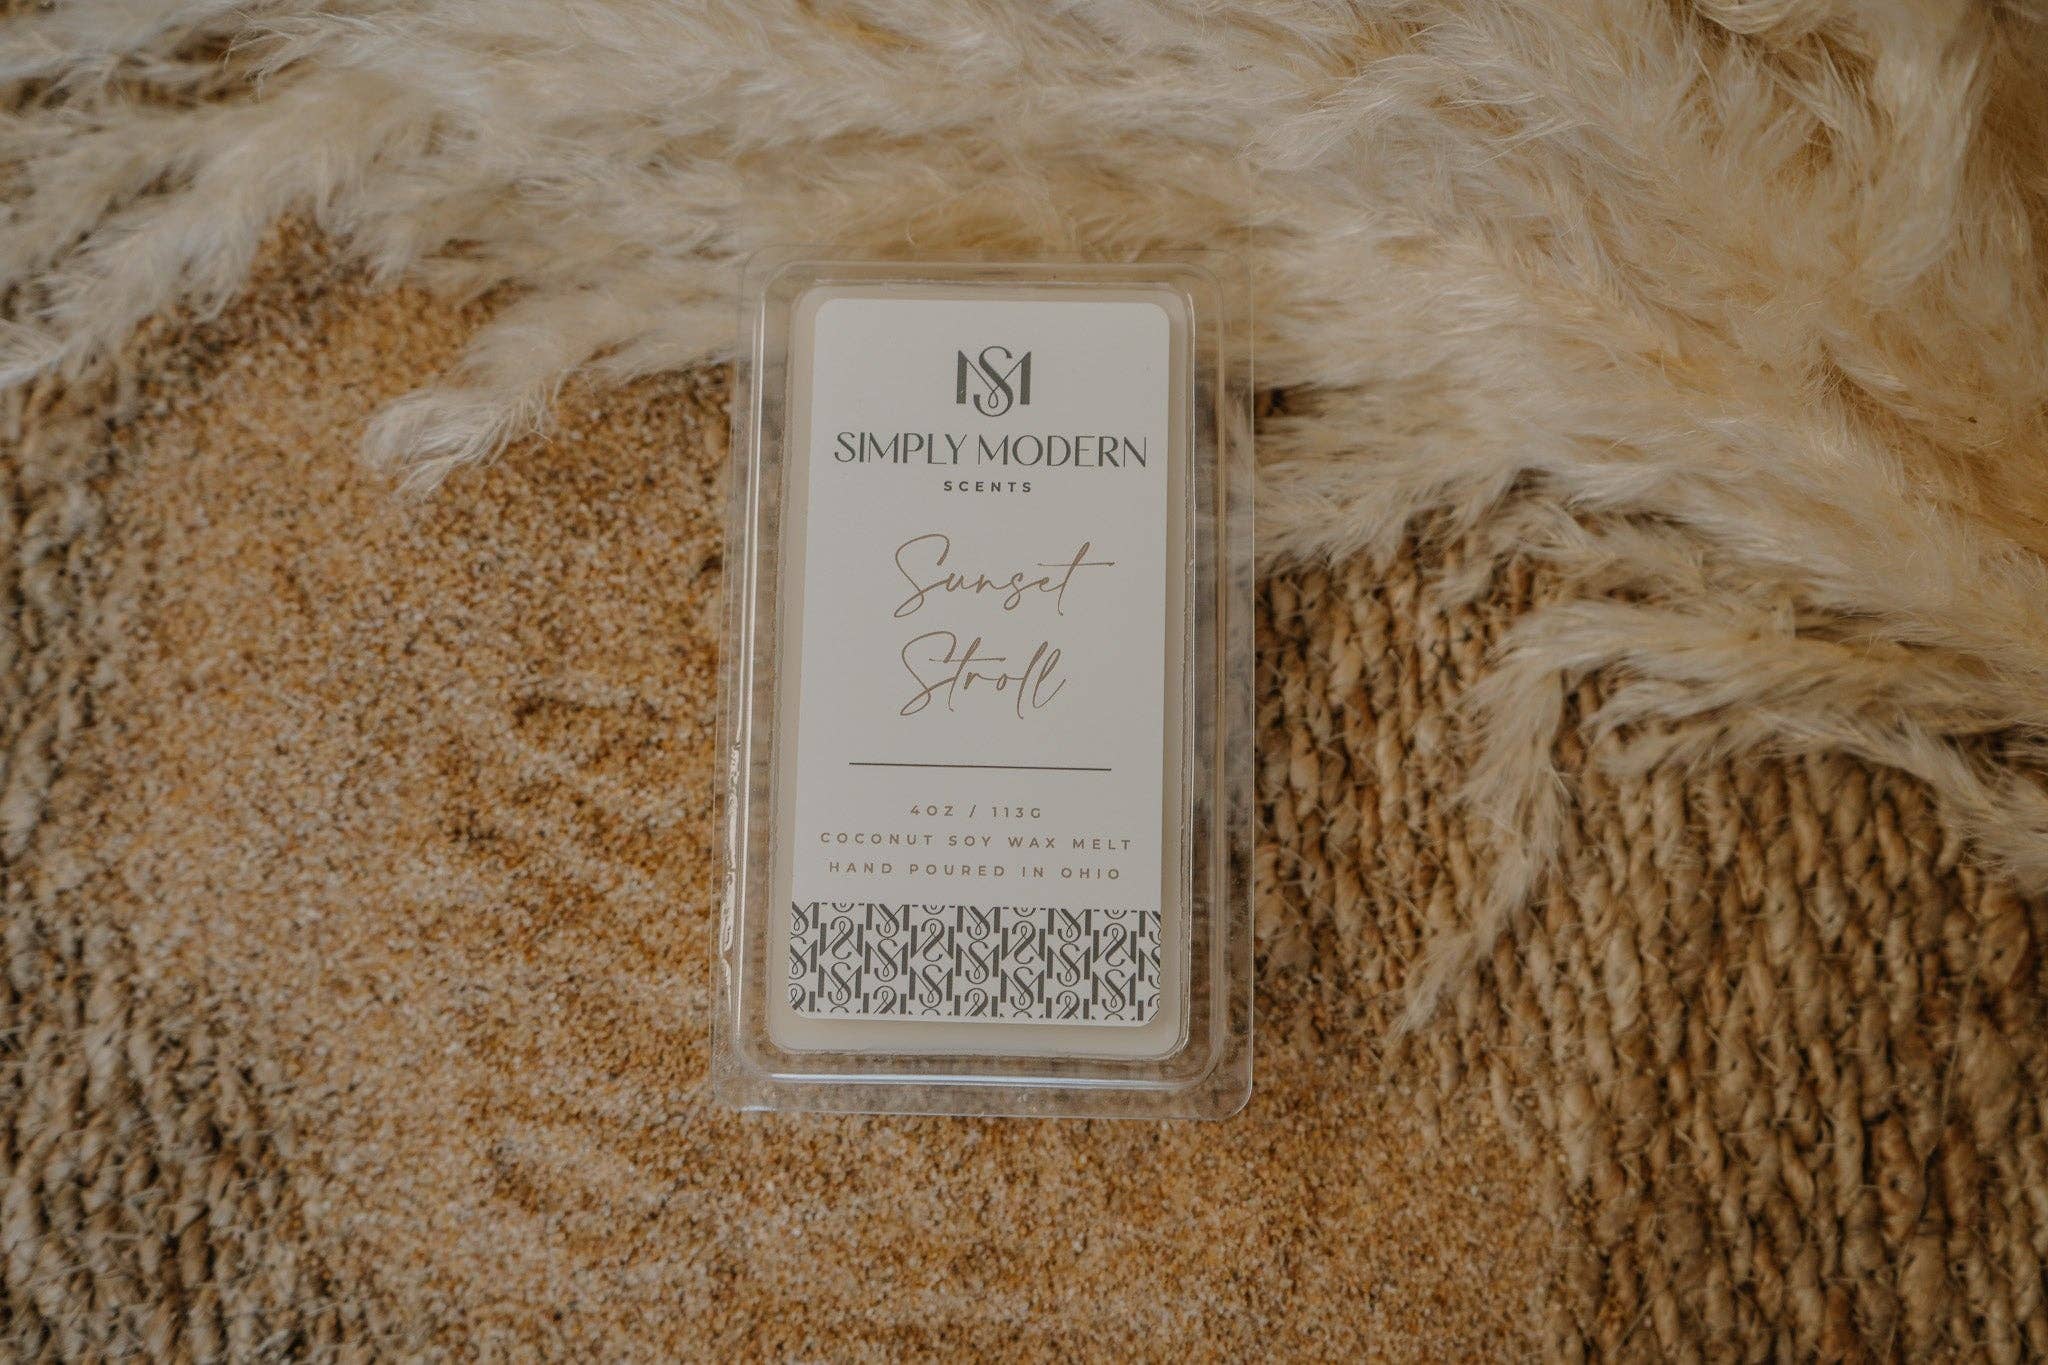 SM
SIMPLY MODERN
SCENTS
Sunset
Stroll
4OZ / 113G
COCONUT SOY WAX MELT
HAND POURED IN OHIO